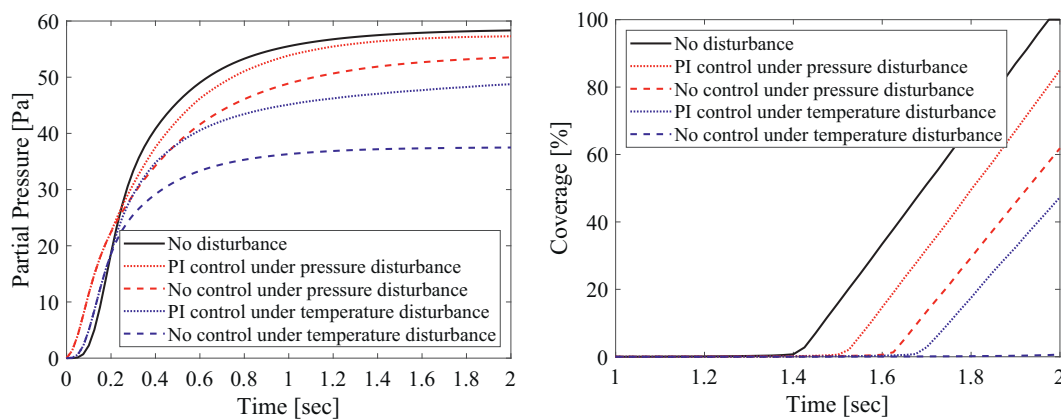 Partial Pressure [Pa]
60
50
40
30
20
10
0
No disturbance
PI control under pressure disturbance
No control under pressure disturbance
PI control under temperature disturbance
No control under temperature disturbance
0 0.2 0.4 0.6 0.8 1 1.2 1.4 1.6 1.8 2
Time [sec]
Coverage [%]
100
80
60
40
20
0
No disturbance
PI control under pressure disturbance
No control under pressure disturbance
PI control under temperature disturbance
No control under temperature disturbance
1 1.2 1.4 1.6 1.8 2
Time [sec]